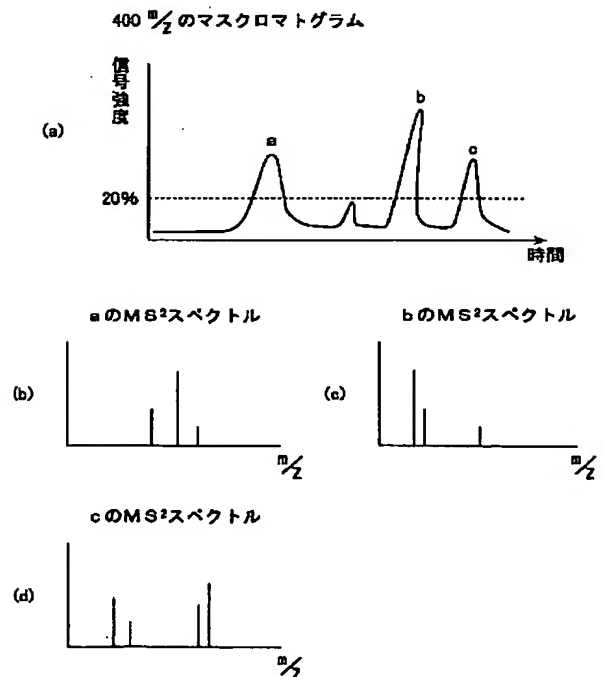 400 m/z のマスクロマトグラム
信号強度
(a)
a
b
c
20%
時間
aのMS²スペクトル
bのMS²スペクトル
(b)
(c)
m/z
m/z
cのMS²スペクトル
(d)
m/z